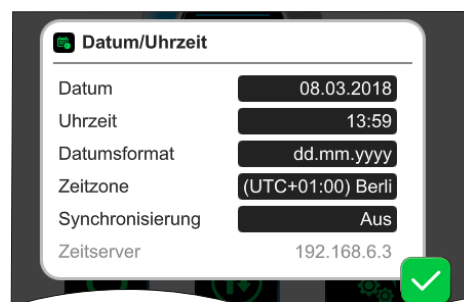 Datum/Uhrzeit
Datum 08.03.2018
Uhrzeit 13:59
Datumsformat dd.mm.yyyy
Zeitzone (UTC+01:00) Berli
Synchronisierung Aus
Zeitserver 192.168.6.3